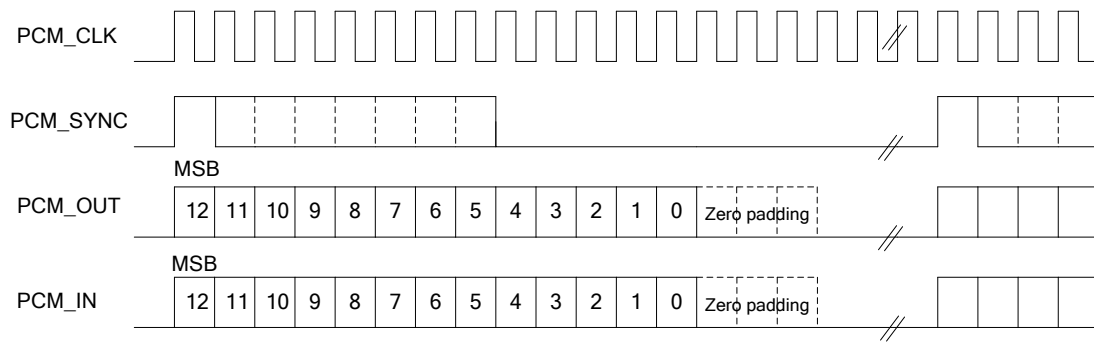 PCM_CLK
PCM_SYNC
MSB
PCM_OUT 12 11 10 9 8 7 6 5 4 3 2 1 0 Zero padding
MSB
PCM_IN 12 11 10 9 8 7 6 5 4 3 2 1 0 Zero padding